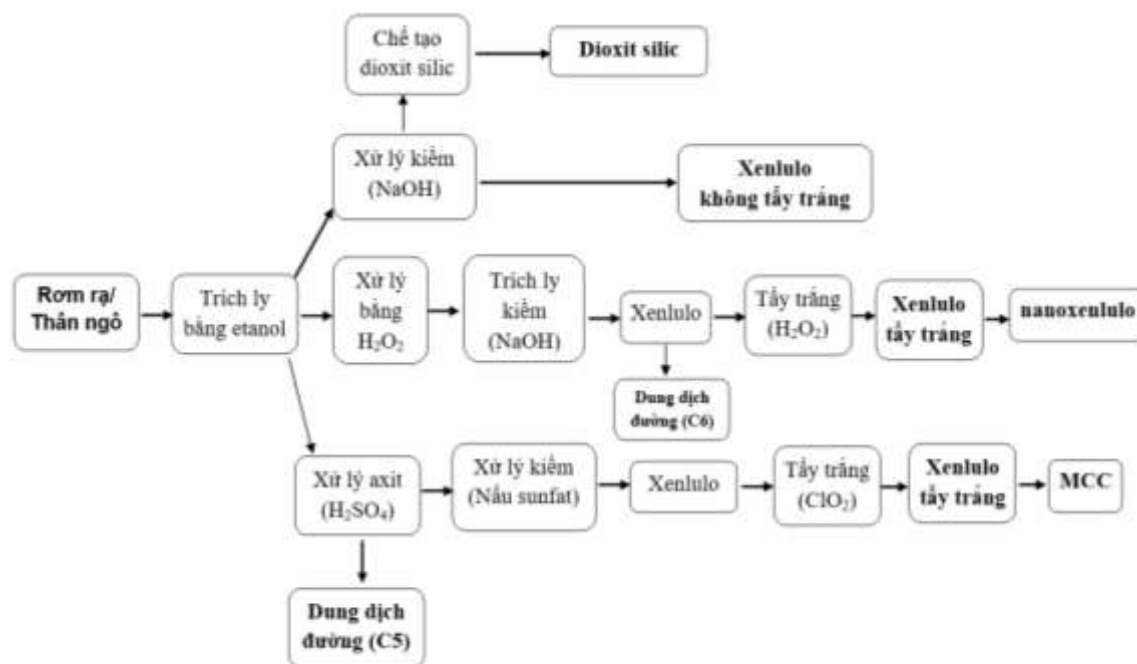 Chế tạo
dioxit silic
Dioxit silic
Xử lý kiềm
(NaOH)
Xenlulo
không tẩy trắng
Rơm rạ/
Thân ngô
Trích ly
bằng etanol
Xử lý
bằng
H₂O₂
Trích ly
kiềm
(NaOH)
Xenlulo
Tẩy trắng
(H₂O₂)
Xenlulo
tẩy trắng
nanoxenlulo
Dung dịch
đường (C6)
Xử lý axit
(H₂SO₄)
Xử lý kiềm
(Nấu sunfat)
Xenlulo
Tẩy trắng
(ClO₂)
Xenlulo
tẩy trắng
MCC
Dung dịch
đường (C5)